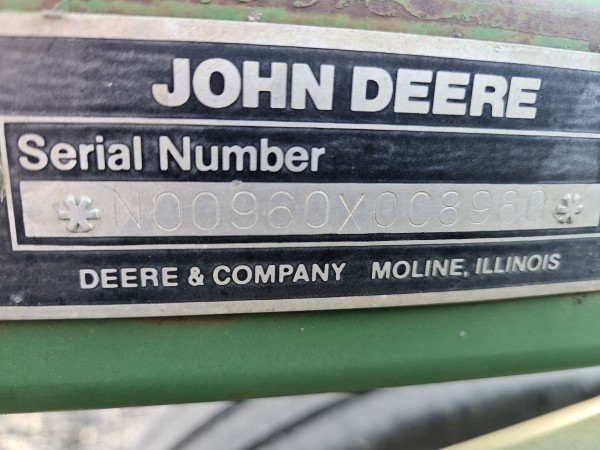 JOHN DEERE
Serial Number
*N00960X008960*
DEERE & COMPANY MOLINE, ILLINOIS